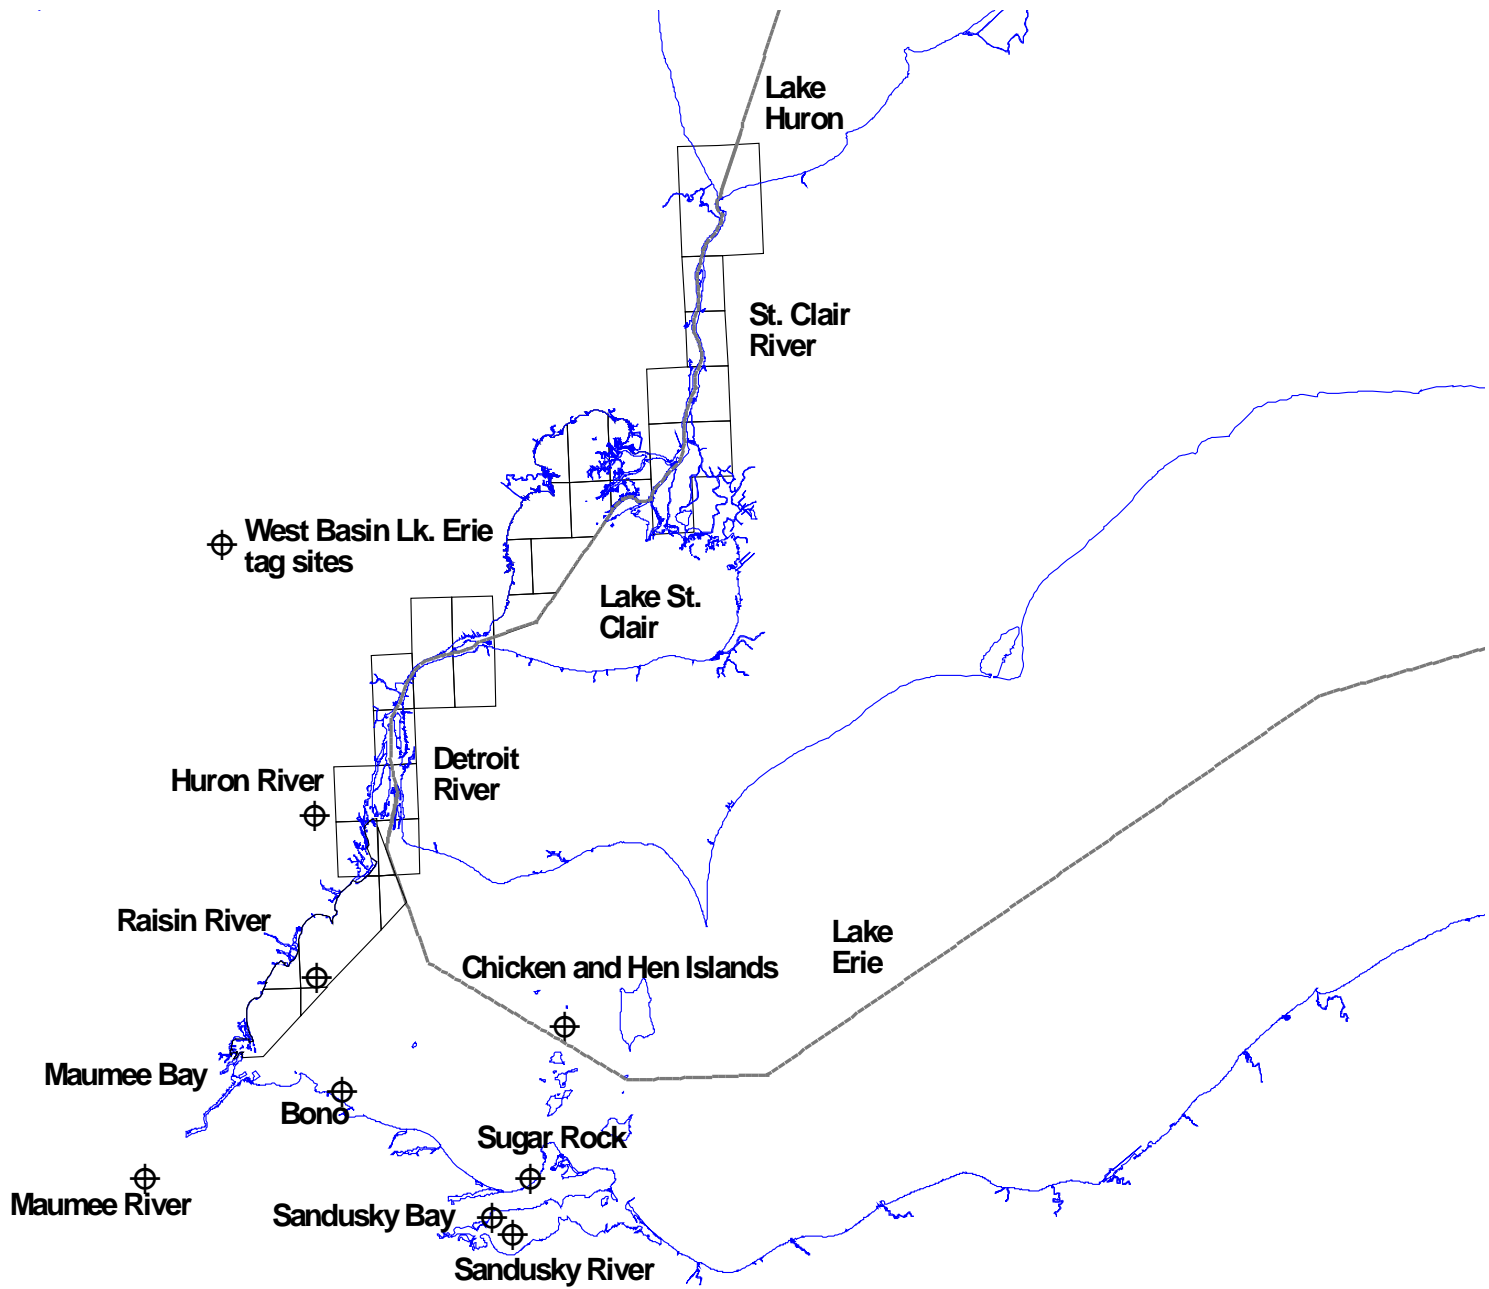 Lake
Huron
St. Clair
River
West Basin Lk. Erie
tag sites
Lake St.
Clair
Detroit
River
Huron River
Raisin River
Lake
Erie
Chicken and Hen Islands
Maumee Bay
Bono
Sugar Rock
Maumee River
Sandusky Bay
Sandusky River